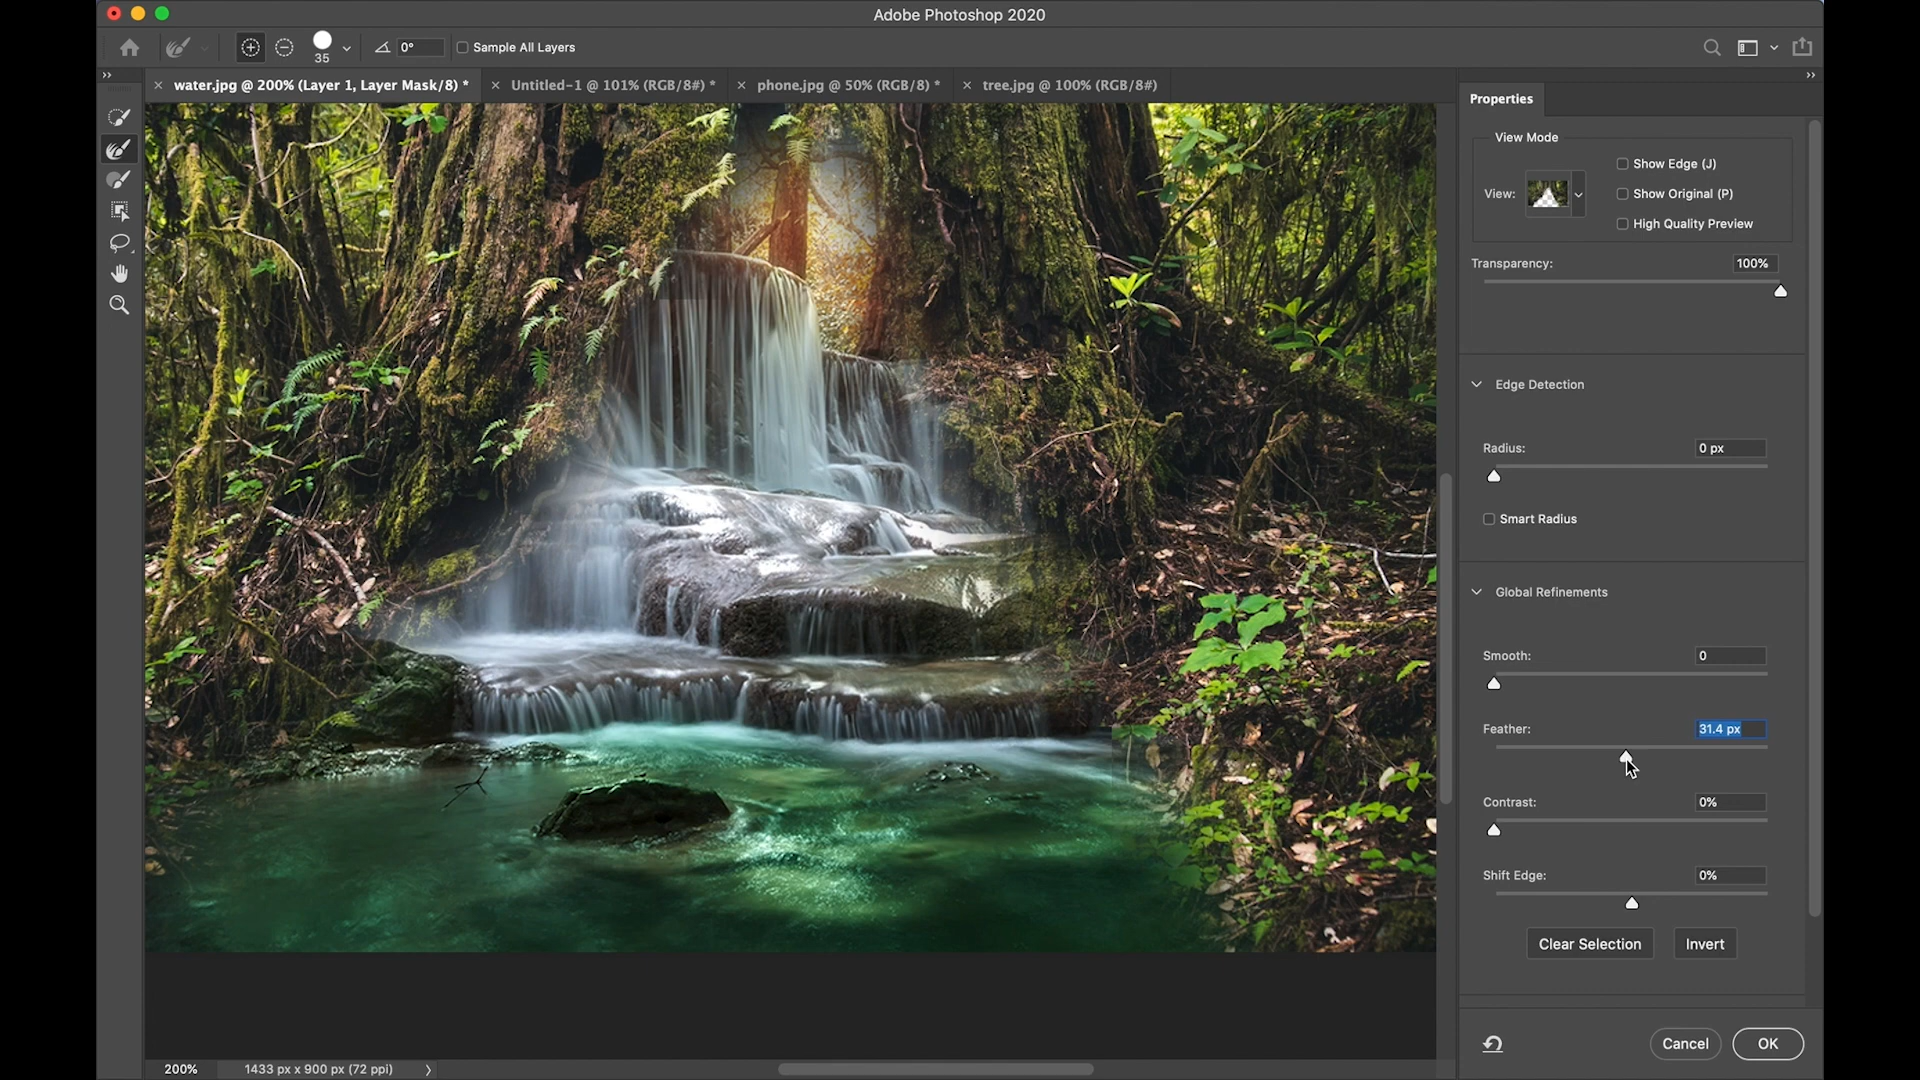 Adobe Photoshop 2020
35
0°
Sample All Layers
water.jpg @ 200% (Layer 1, Layer Mask/8) *
Untitled-1 @ 101% (RGB/8#) *
phone.jpg @ 50% (RGB/8) *
tree.jpg @ 100% (RGB/8#)
Properties
View Mode
Show Edge (J)
View:
Show Original (P)
High Quality Preview
Transparency:
100%
Edge Detection
Radius:
0 px
Smart Radius
Global Refinements
Smooth:
0
Feather:
31.4 px
Contrast:
0%
Shift Edge:
0%
Clear Selection
Invert
Cancel
OK
200%
1433 px x 900 px (72 ppi)